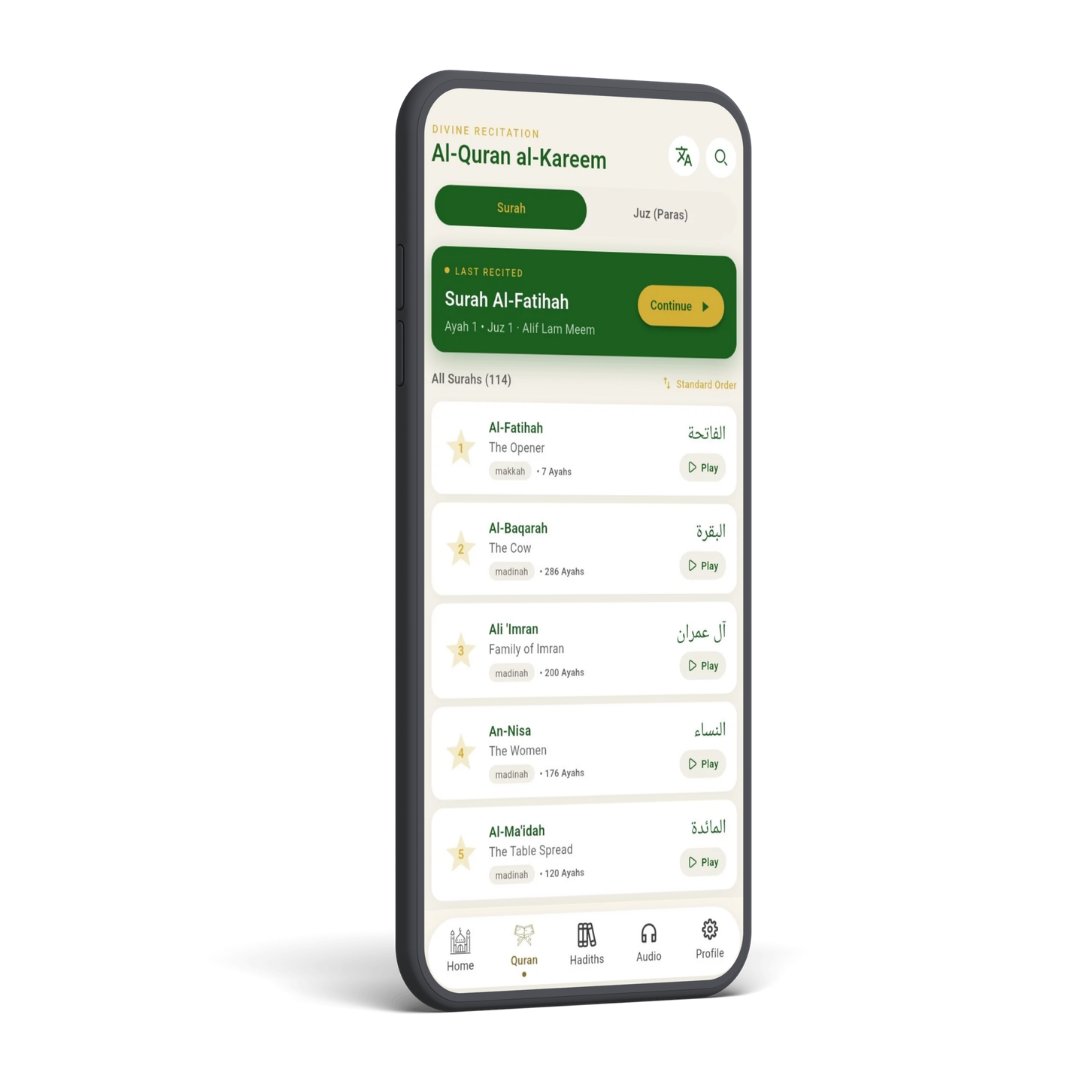 DIVINE RECITATION
Al-Quran al-Kareem
Surah
Juz (Paras)
LAST RECITED
Surah Al-Fatihah
Ayah 1 • Juz 1 · Alif Lam Meem
Continue
All Surahs (114)
Standard Order
1
Al-Fatihah
The Opener
makkah • 7 Ayahs
الفاتحة
Play
2
Al-Baqarah
The Cow
madinah • 286 Ayahs
البقرة
Play
3
Ali 'Imran
Family of Imran
madinah • 200 Ayahs
آل عمران
Play
4
An-Nisa
The Women
madinah • 176 Ayahs
النساء
Play
5
Al-Ma'idah
The Table Spread
madinah • 120 Ayahs
المائدة
Play
Home
Quran
Hadiths
Audio
Profile